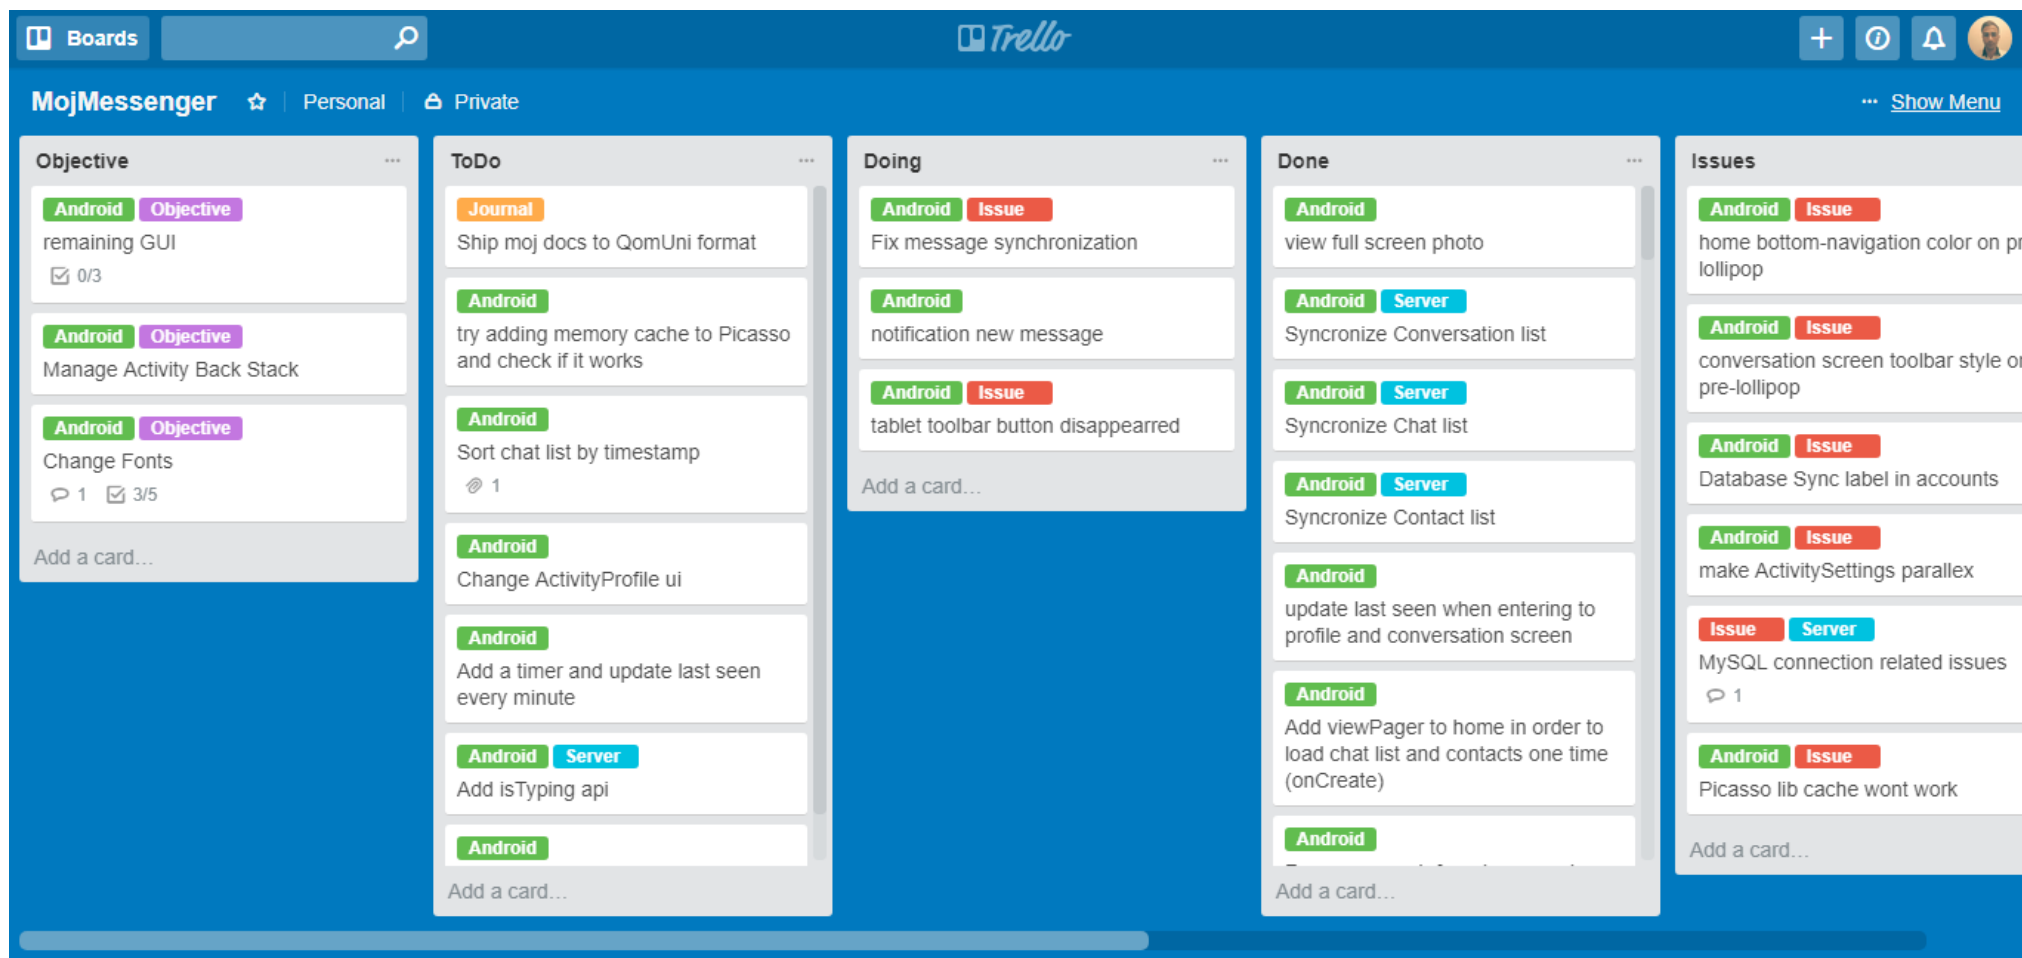 Boards
Trello
MojMessenger
Personal
Private
... Show Menu
Objective
Android Objective
remaining GUI
0/3
Android Objective
Manage Activity Back Stack
Android Objective
Change Fonts
1 3/5
Add a card...
ToDo
Journal
Ship moj docs to QomUni format
Android
try adding memory cache to Picasso
and check if it works
Android
Sort chat list by timestamp
1
Android
Change ActivityProfile ui
Android
Add a timer and update last seen
every minute
Android Server
Add isTyping api
Android
Add a card...
Doing
Android Issue
Fix message synchronization
Android
notification new message
Android Issue
tablet toolbar button disappearred
Add a card...
Done
Android
view full screen photo
Android Server
Syncronize Conversation list
Android Server
Syncronize Chat list
Android Server
Syncronize Contact list
Android
update last seen when entering to
profile and conversation screen
Android
Add viewPager to home in order to
load chat list and contacts one time
(onCreate)
Android
Add a card...
Issues
Android Issue
home bottom-navigation color on pr
lollipop
Android Issue
conversation screen toolbar style on
pre-lollipop
Android Issue
Database Sync label in accounts
Android Issue
make ActivitySettings parallex
Issue Server
MySQL connection related issues
1
Android Issue
Picasso lib cache wont work
Add a card...